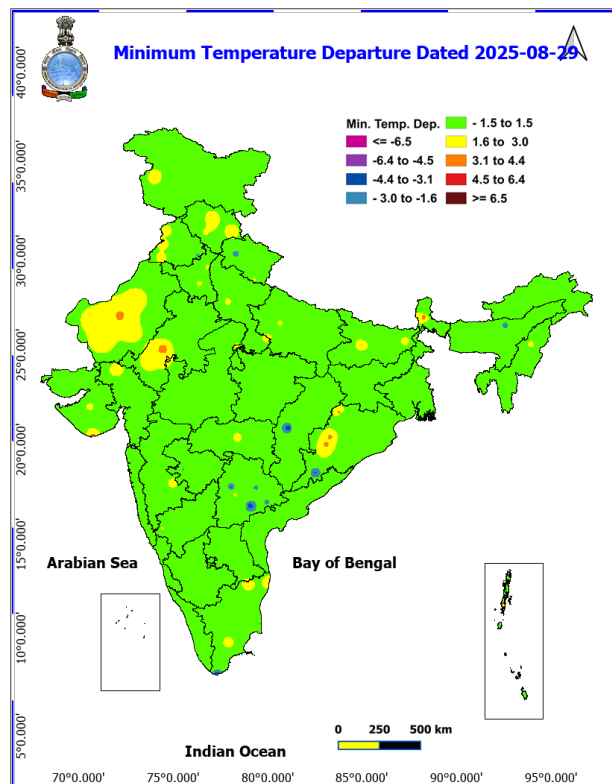 Minimum Temperature Departure Dated 2025-08-29
Min. Temp. Dep.
<= -6.5
-6.4 to -4.5
-4.4 to -3.1
- 3.0 to -1.6
- 1.5 to 1.5
1.6 to 3.0
3.1 to 4.4
4.5 to 6.4
>= 6.5
40°0.000'
35°0.000'
30°0.000'
25°0.000'
20°0.000'
15°0.000'
10°0.000'
5°0.000'
Arabian Sea
Bay of Bengal
Indian Ocean
0 250 500 km
70°0.000' 75°0.000' 80°0.000' 85°0.000' 90°0.000' 95°0.000'